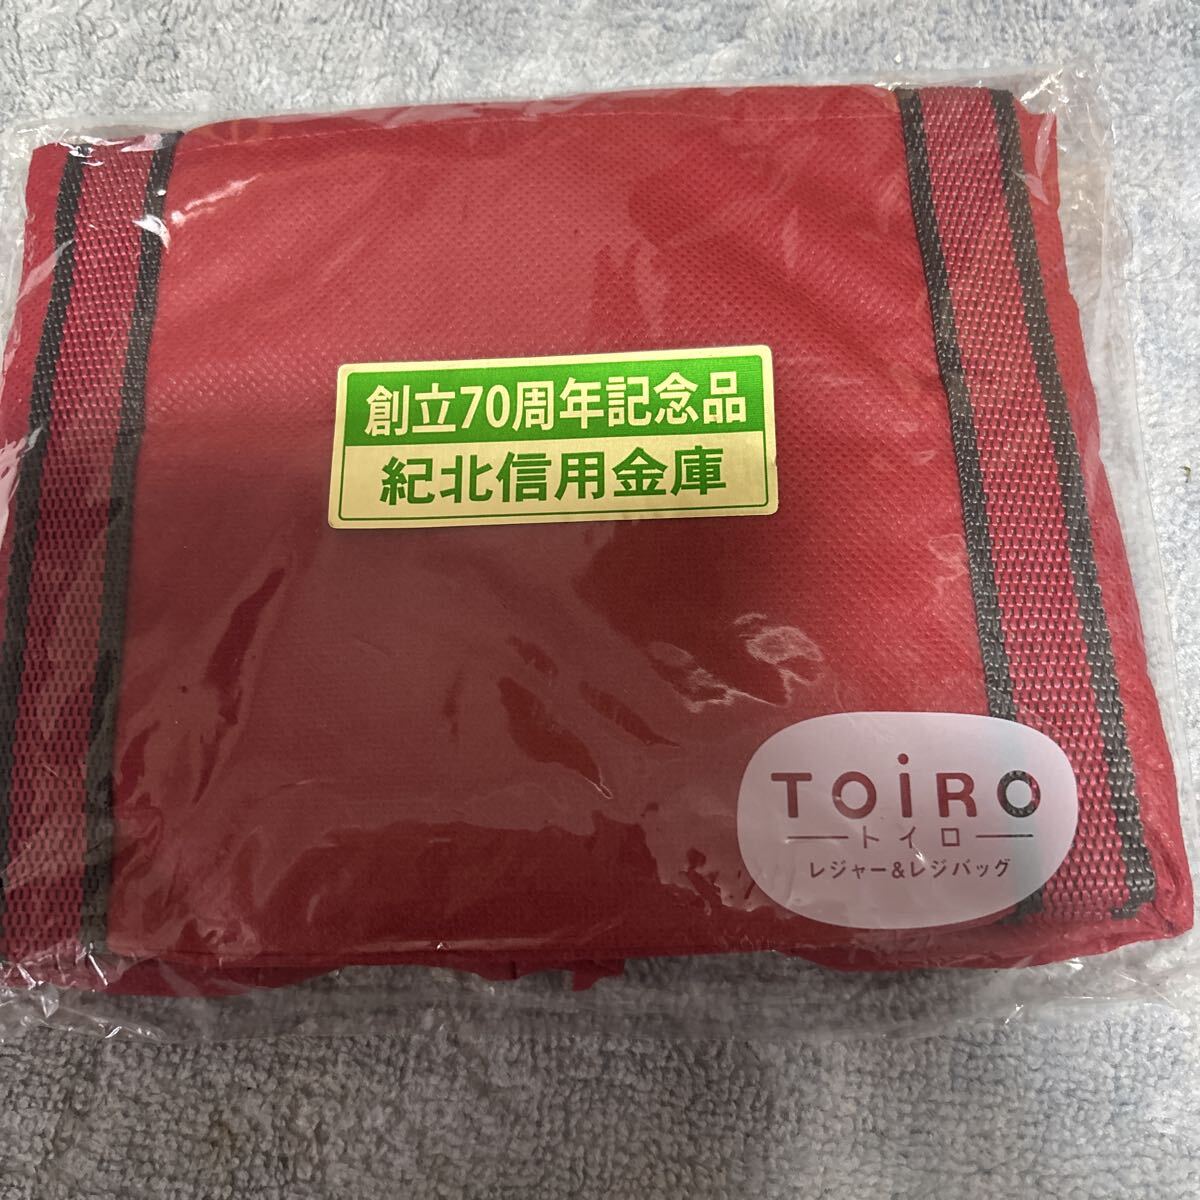 創立70周年記念品
紀北信用金庫
TOiRO
トイロ
レジャー&レジバッグ